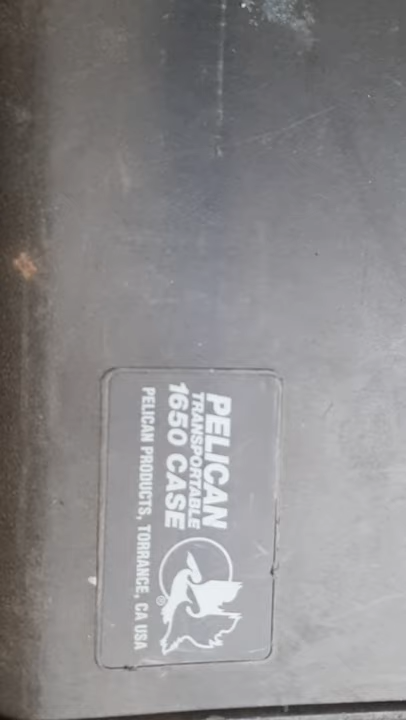 PELICAN
TRANSPORTABLE
1650 CASE
PELICAN PRODUCTS, TORRANCE, CA USA
®